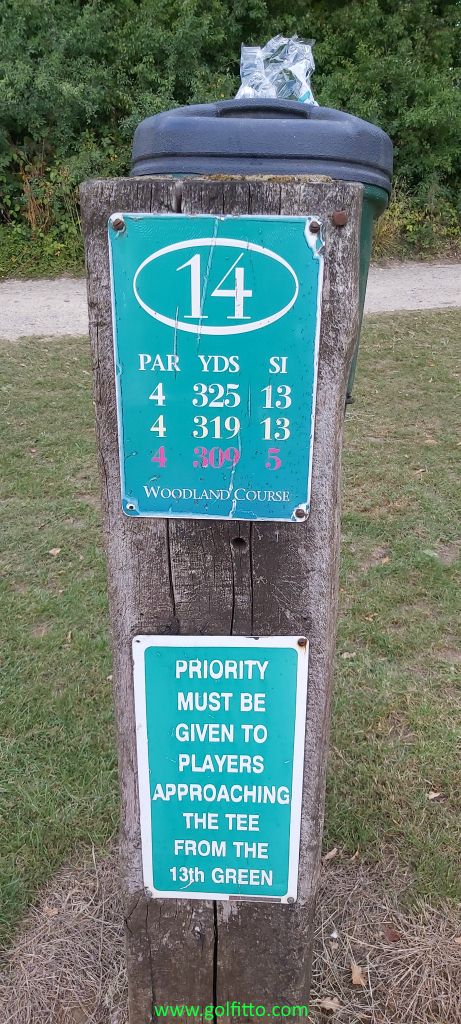 14
PAR YDS SI
4 325 13
4 319 13
4 309 5
WOODLAND COURSE
PRIORITY
MUST BE
GIVEN TO
PLAYERS
APPROACHING
THE TEE
FROM THE
13th GREEN
www.golfitto.com